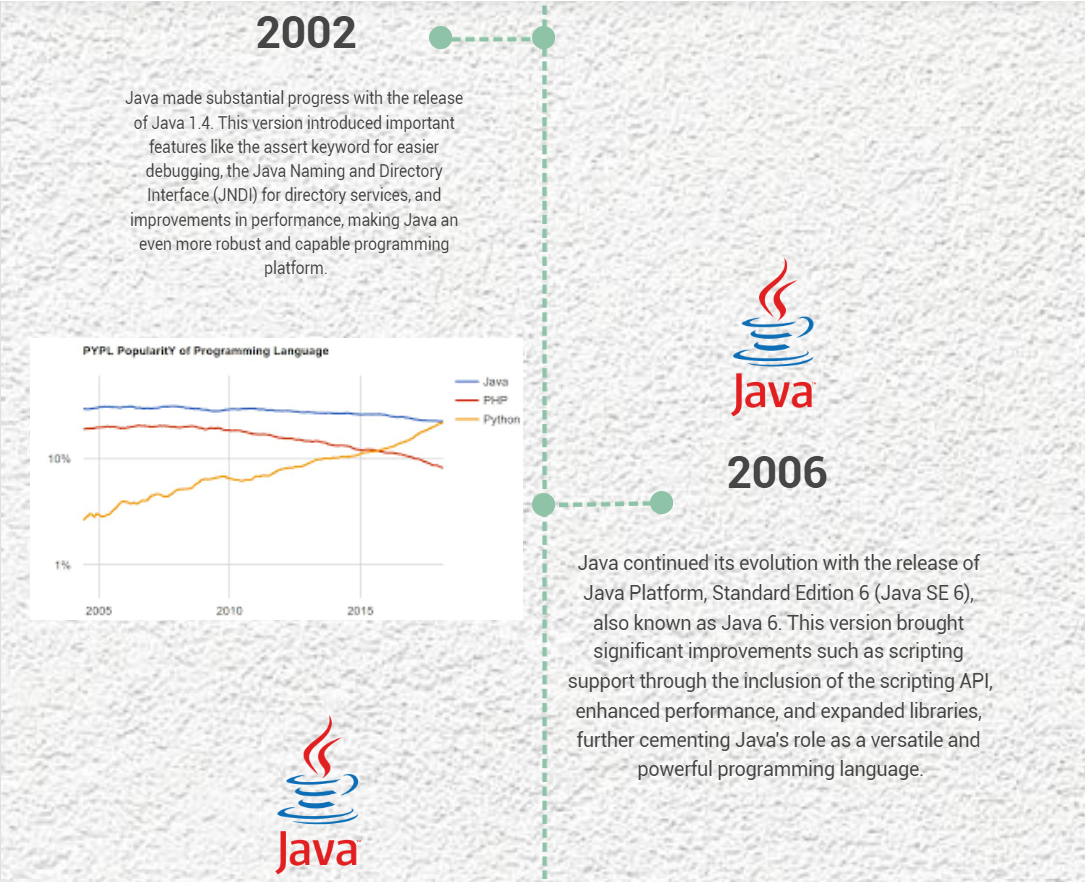 2002
Java made substantial progress with the release
of Java 1.4. This version introduced important
features like the assert keyword for easier
debugging, the Java Naming and Directory
Interface (JNDI) for directory services, and
improvements in performance, making Java an
even more robust and capable programming
platform.
PYPL PopularitY of Programming Language
Java
PHP
Python
10%
1%
2005 2010 2015
Java
Java
2006
Java continued its evolution with the release of
Java Platform, Standard Edition 6 (Java SE 6),
also known as Java 6. This version brought
significant improvements such as scripting
support through the inclusion of the scripting API,
enhanced performance, and expanded libraries,
further cementing Java's role as a versatile and
powerful programming language.